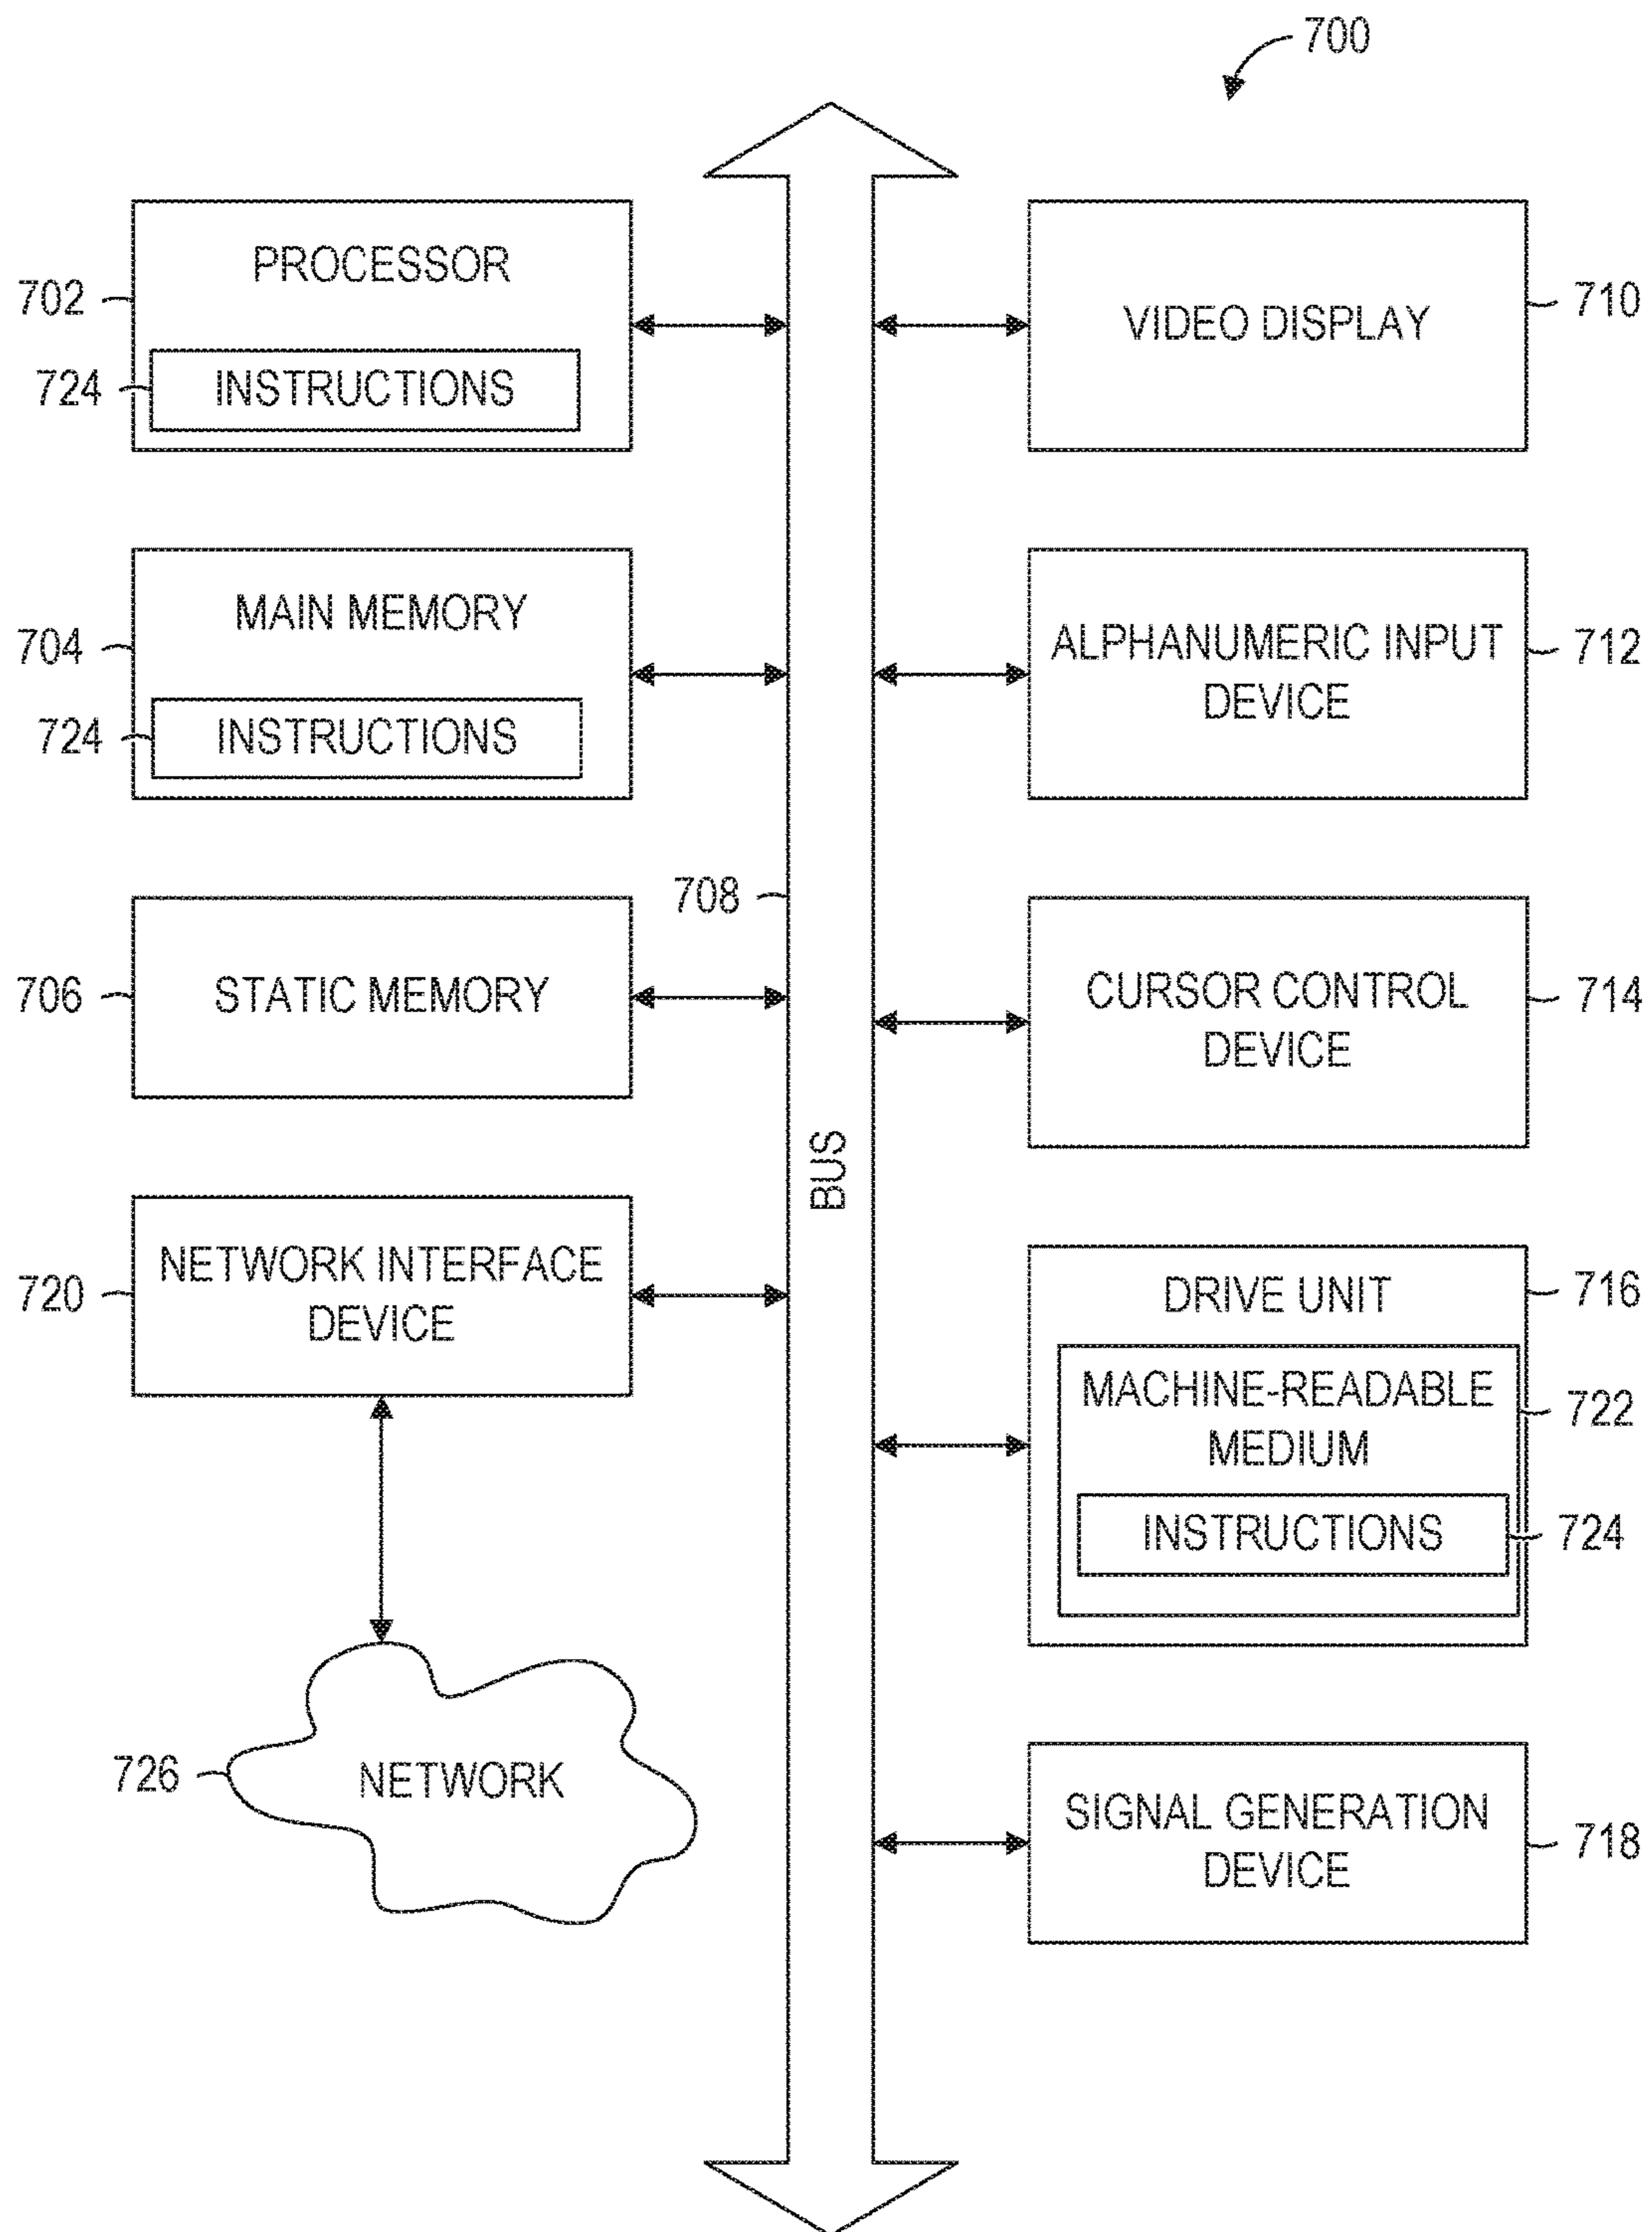 700
PROCESSOR
702
724
INSTRUCTIONS
MAIN MEMORY
704
724
INSTRUCTIONS
708
706
STATIC MEMORY
BUS
NETWORK INTERFACE
DEVICE
720
726
NETWORK
VIDEO DISPLAY
710
ALPHANUMERIC INPUT
DEVICE
712
CURSOR CONTROL
DEVICE
714
DRIVE UNIT
716
MACHINE-READABLE
MEDIUM
722
INSTRUCTIONS
724
SIGNAL GENERATION
DEVICE
718